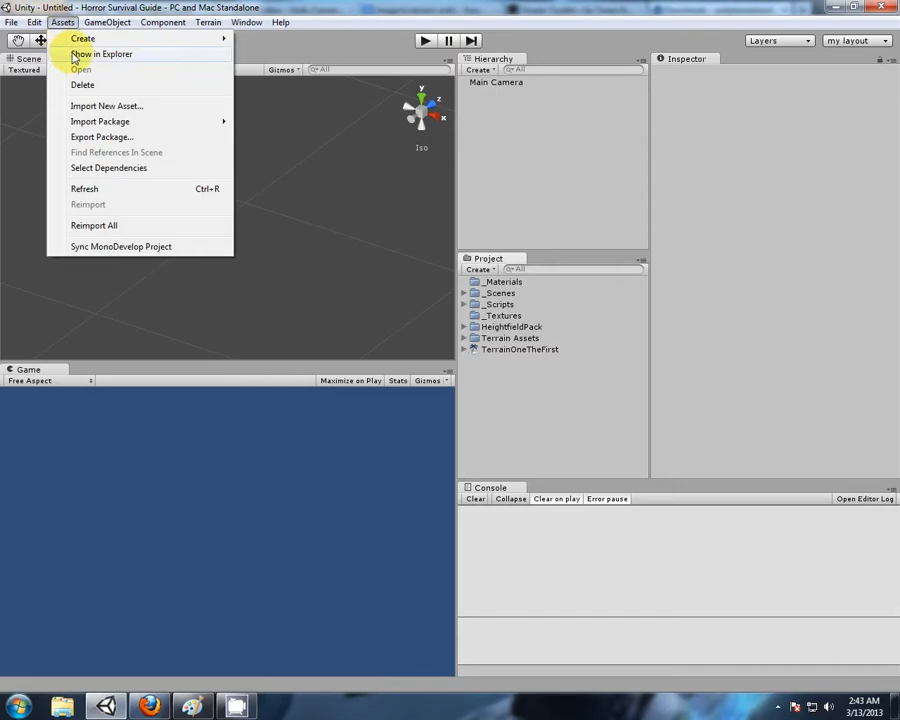 Unity - Untitled - Horror Survival Guide - PC and Mac Standalone
File Edit Assets GameObject Component Terrain Window Help
Layers my layout
Create
Show in Explorer
Open
Delete
Import New Asset...
Import Package
Export Package...
Find References In Scene
Select Dependencies
Refresh Ctrl+R
Reimport
Reimport All
Sync MonoDevelop Project
Scene
Textured Gizmos All
y
z
x
Iso
Hierarchy
Create All
Main Camera
Inspector
Project
Create All
_Materials
_Scenes
_Scripts
_Textures
HeightfieldPack
Terrain Assets
TerrainOneTheFirst
Game
Free Aspect Maximize on Play Stats Gizmos
Console
Clear Collapse Clear on play Error pause Open Editor Log
2:43 AM
3/13/2013